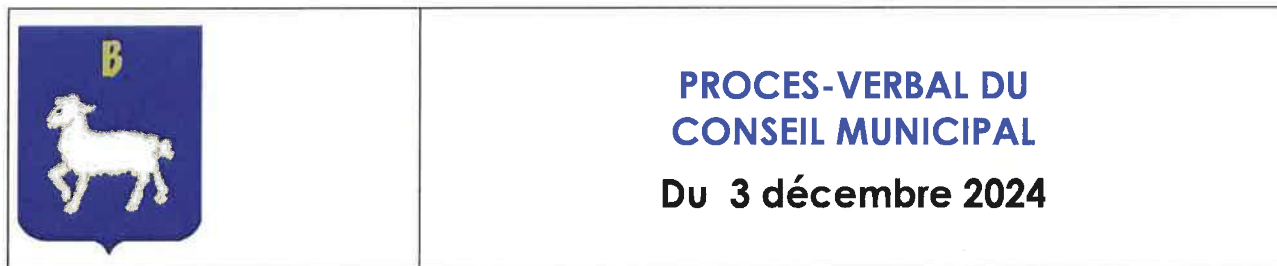 B
PROCES-VERBAL DU
CONSEIL MUNICIPAL
Du 3 décembre 2024